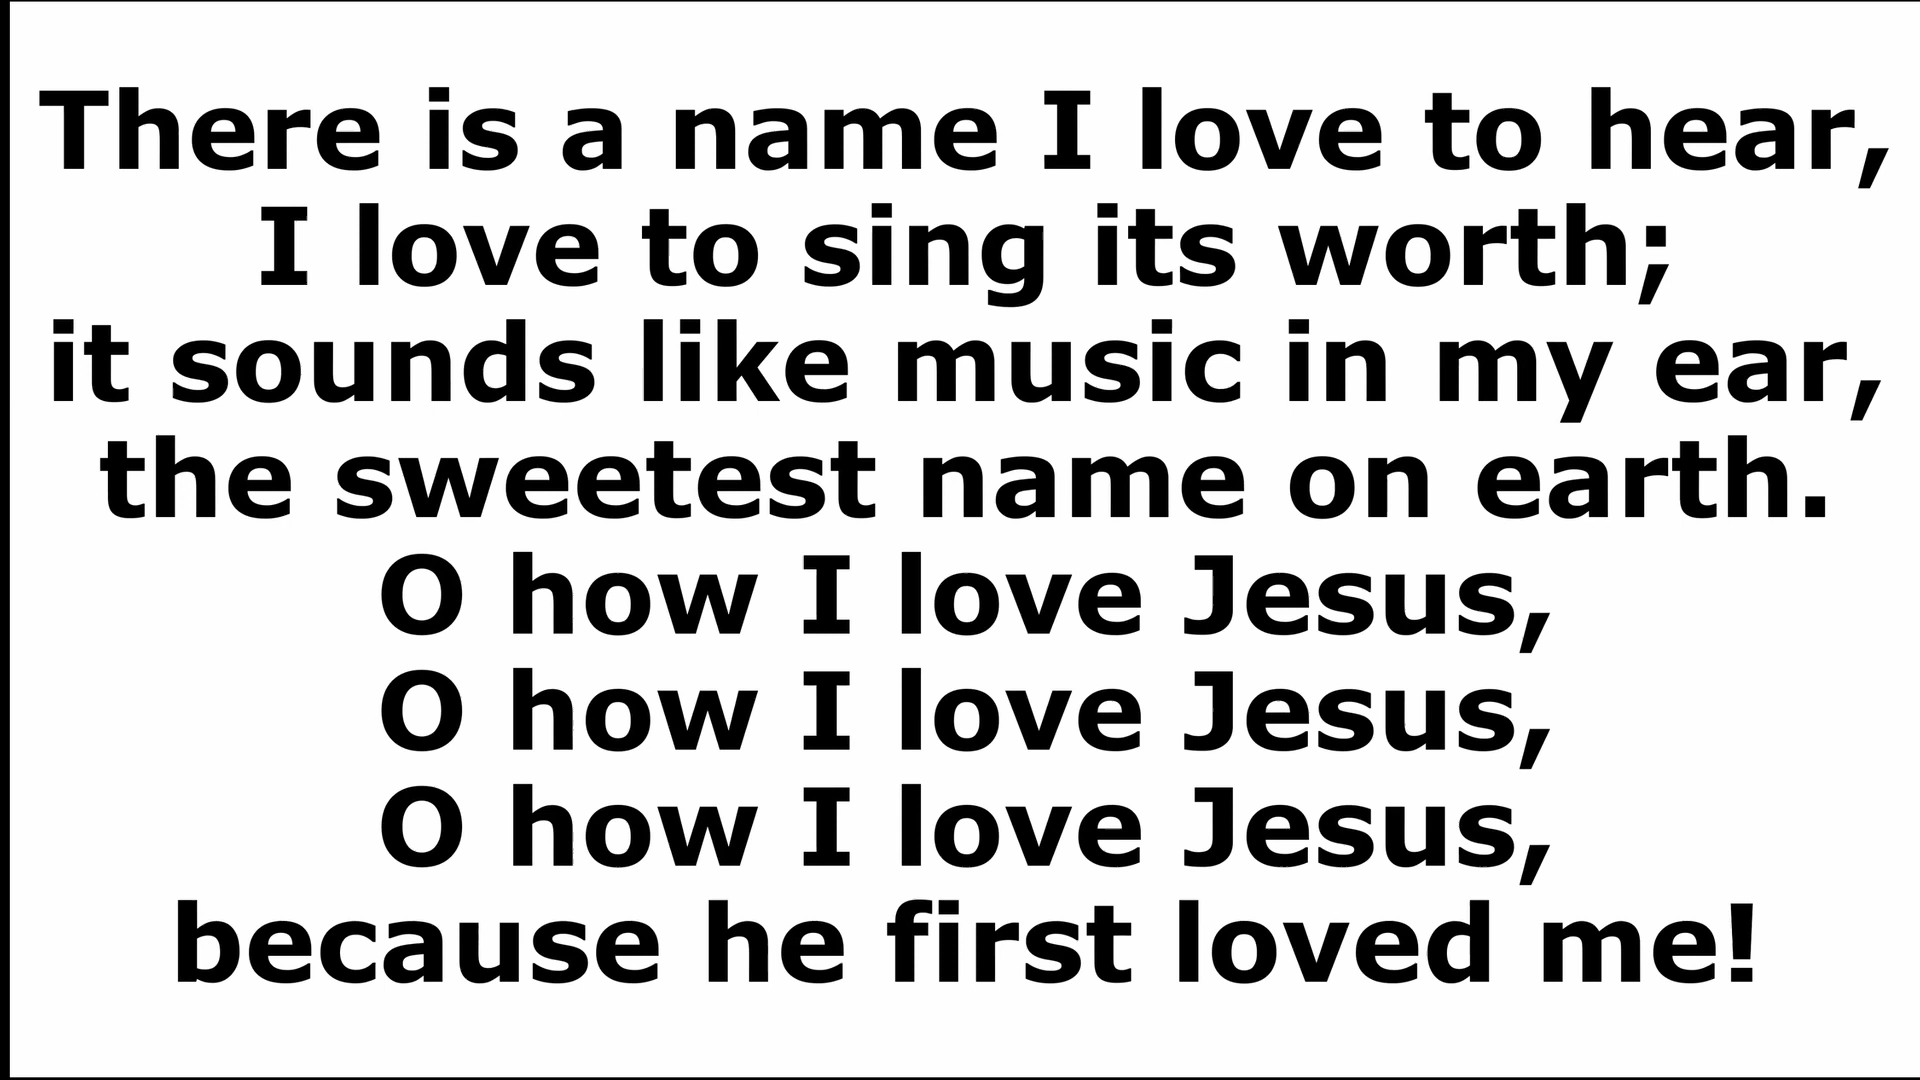 There is a name I love to hear,
I love to sing its worth;
it sounds like music in my ear,
the sweetest name on earth.
O how I love Jesus,
O how I love Jesus,
O how I love Jesus,
because he first loved me!